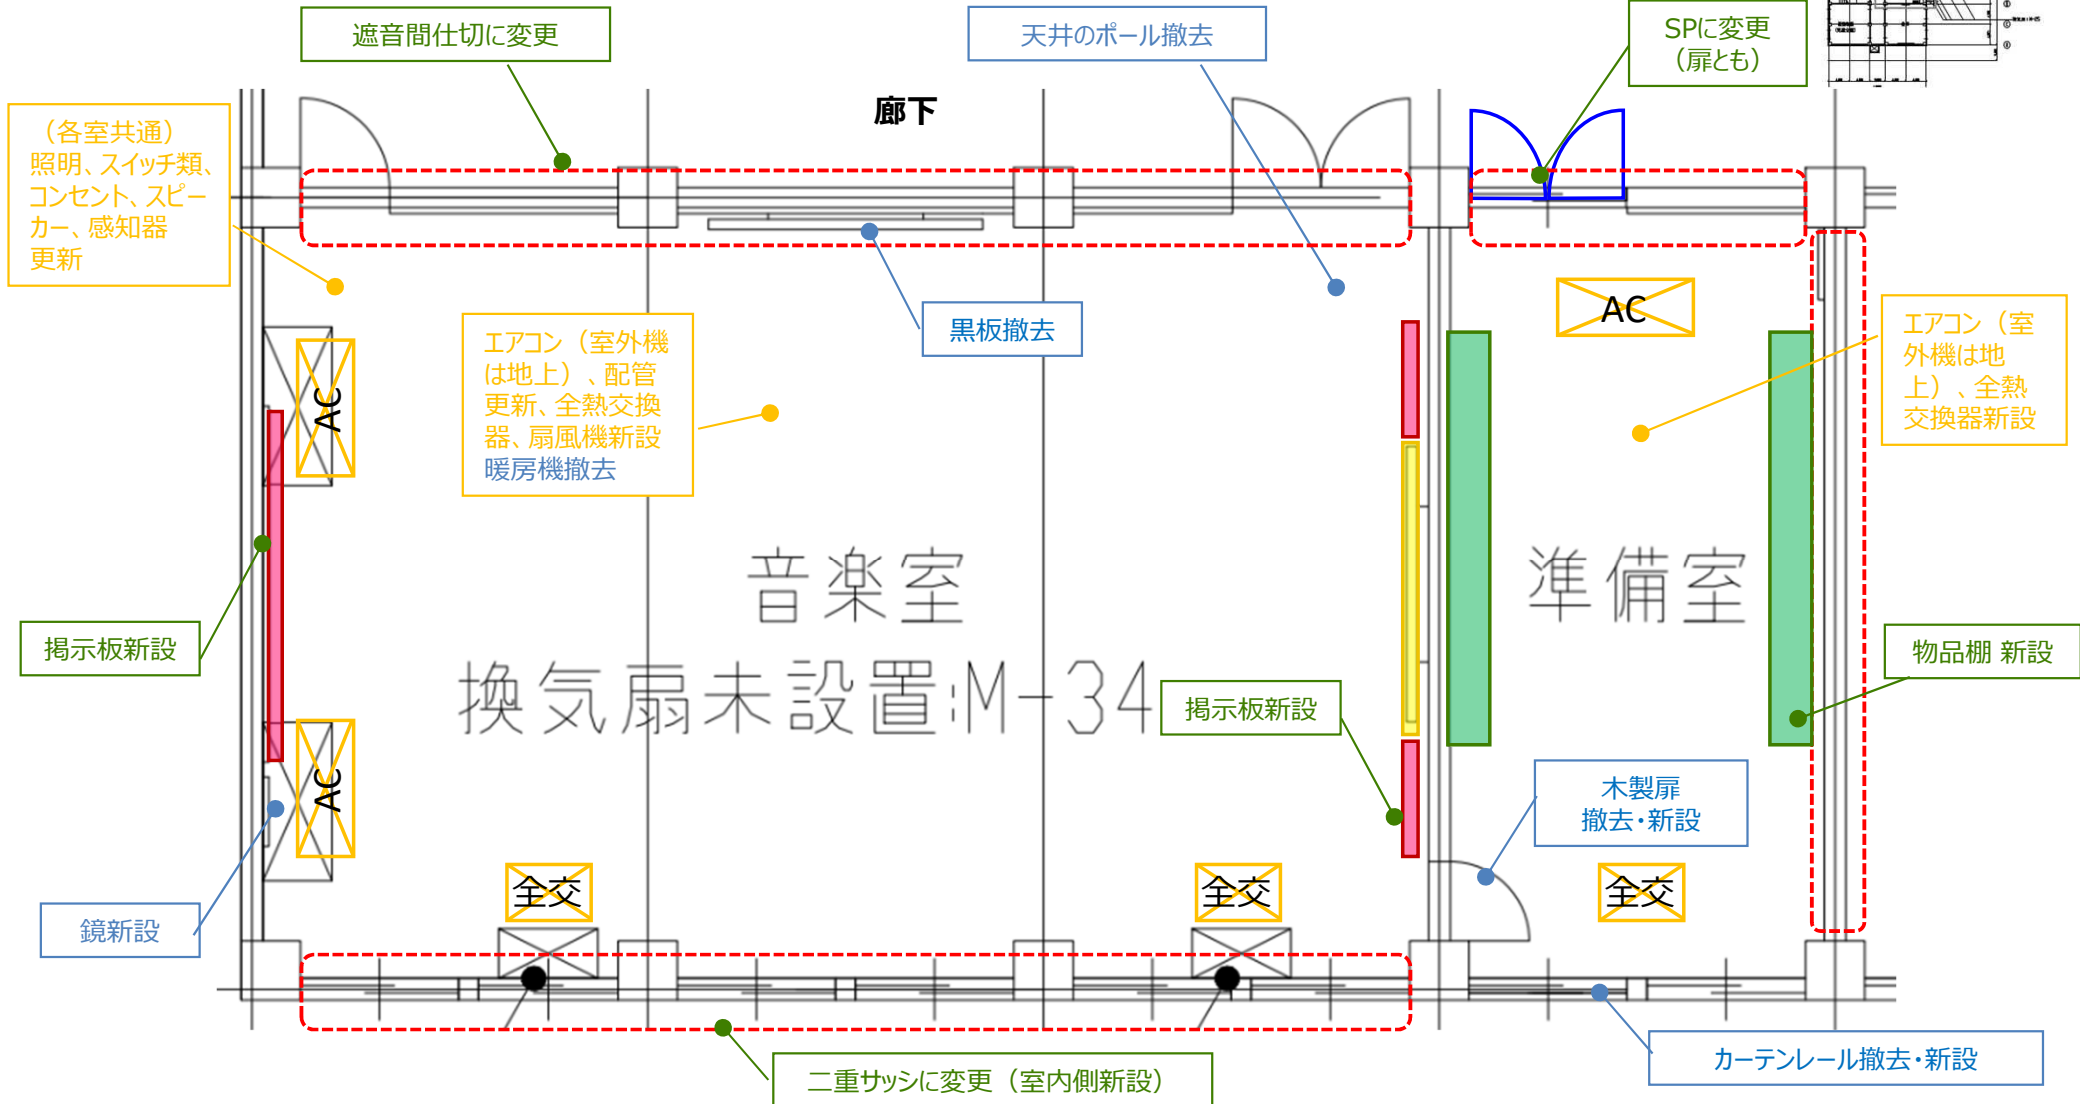 遮音間仕切に変更
天井のポール撤去
SPに変更
（扉とも）
廊下
（各室共通）
照明、スイッチ類、
コンセント、スピー
カー、感知器
更新
エアコン（室外機
は地上）、配管
更新、全熱交換
器、扇風機新設
暖房機撤去
黒板撤去
AC
エアコン（室
外機は地
上）、全熱
交換器新設
AC
音楽室
準備室
換気扇未設置:M-34
掲示板新設
掲示板新設
物品棚 新設
AC
木製扉
撤去・新設
全交
全交
全交
鏡新設
二重サッシに変更（室内側新設）
カーテンレール撤去・新設